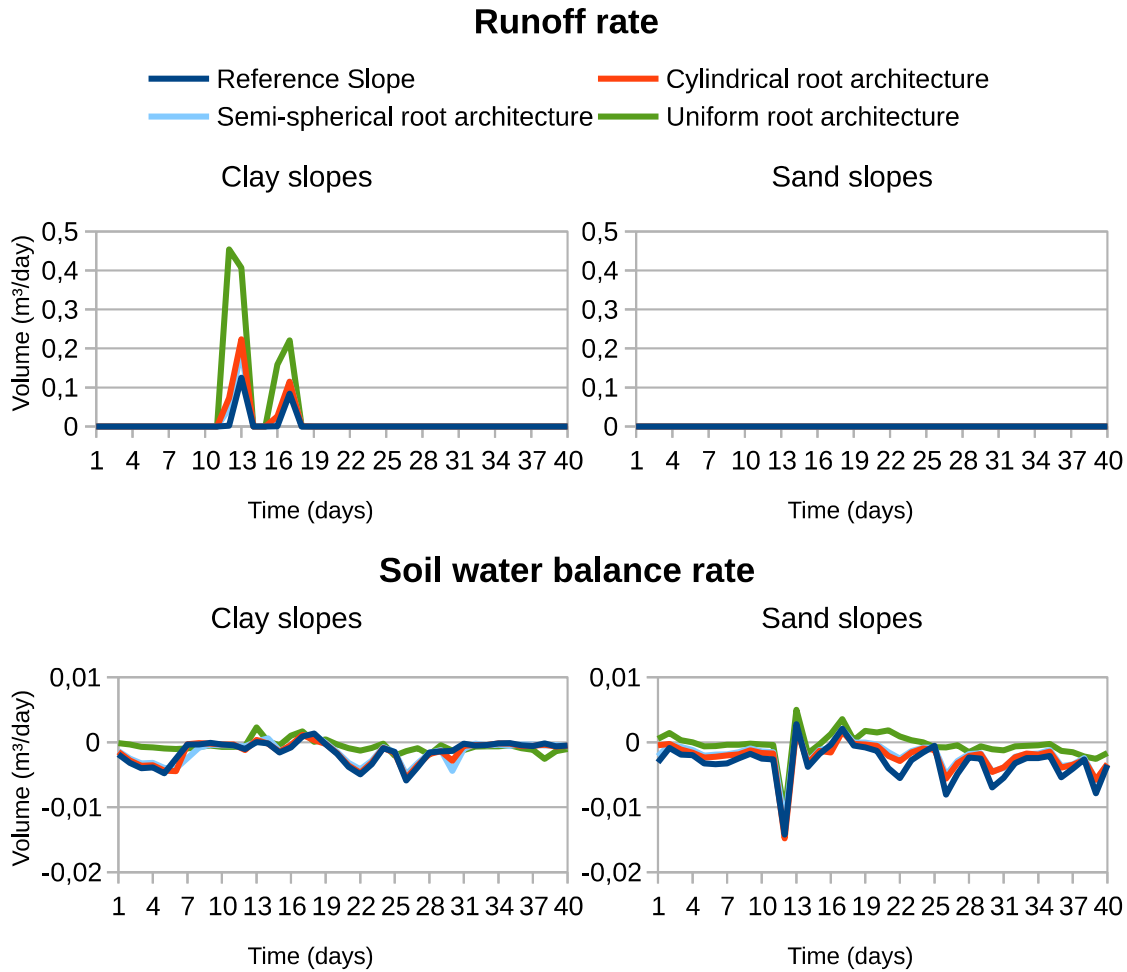 Runoff rate
Reference Slope Cylindrical root architecture
Semi-spherical root architecture Uniform root architecture
Clay slopes Sand slopes
0,5 0,5
0,4 0,4
0,3 0,3
0,2 0,2
0,1 0,1
0 0
Volume (m³/day)
1 4 7 10 13 16 19 22 25 28 31 34 37 40 1 4 7 10 13 16 19 22 25 28 31 34 37 40
Time (days) Time (days)
Soil water balance rate
Clay slopes Sand slopes
0,01 0,01
0 0
-0,01 -0,01
-0,02 -0,02
Volume (m³/day)
1 4 7 10 13 16 19 22 25 28 31 34 37 40 1 4 7 10 13 16 19 22 25 28 31 34 37 40
Time (days) Time (days)